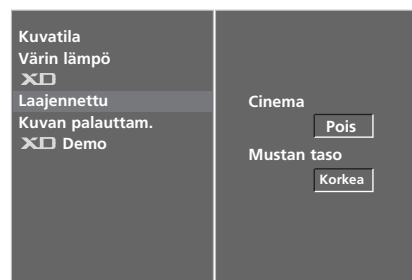 Kuvatila
Värin lämpö
XD
Laajennettu
Kuvan palauttam.
XD Demo
Cinema
Pois
Mustan taso
Korkea